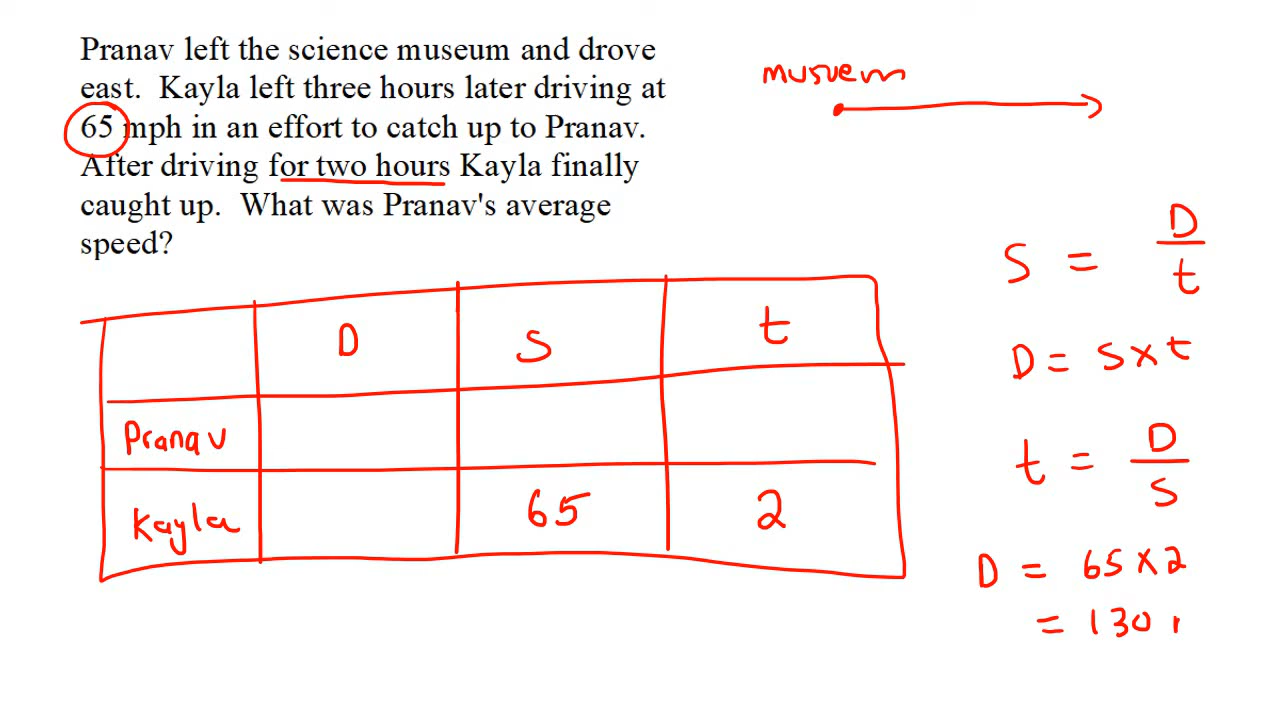 Pranav left the science museum and drove
east. Kayla left three hours later driving at
65 mph in an effort to catch up to Pranav.
After driving for two hours Kayla finally
caught up. What was Pranav's average
speed?
musuem
S = D/t
D = S x t
t = D/S
D S t
Pranav
Kayla 65 2
D = 65 x 2
= 130